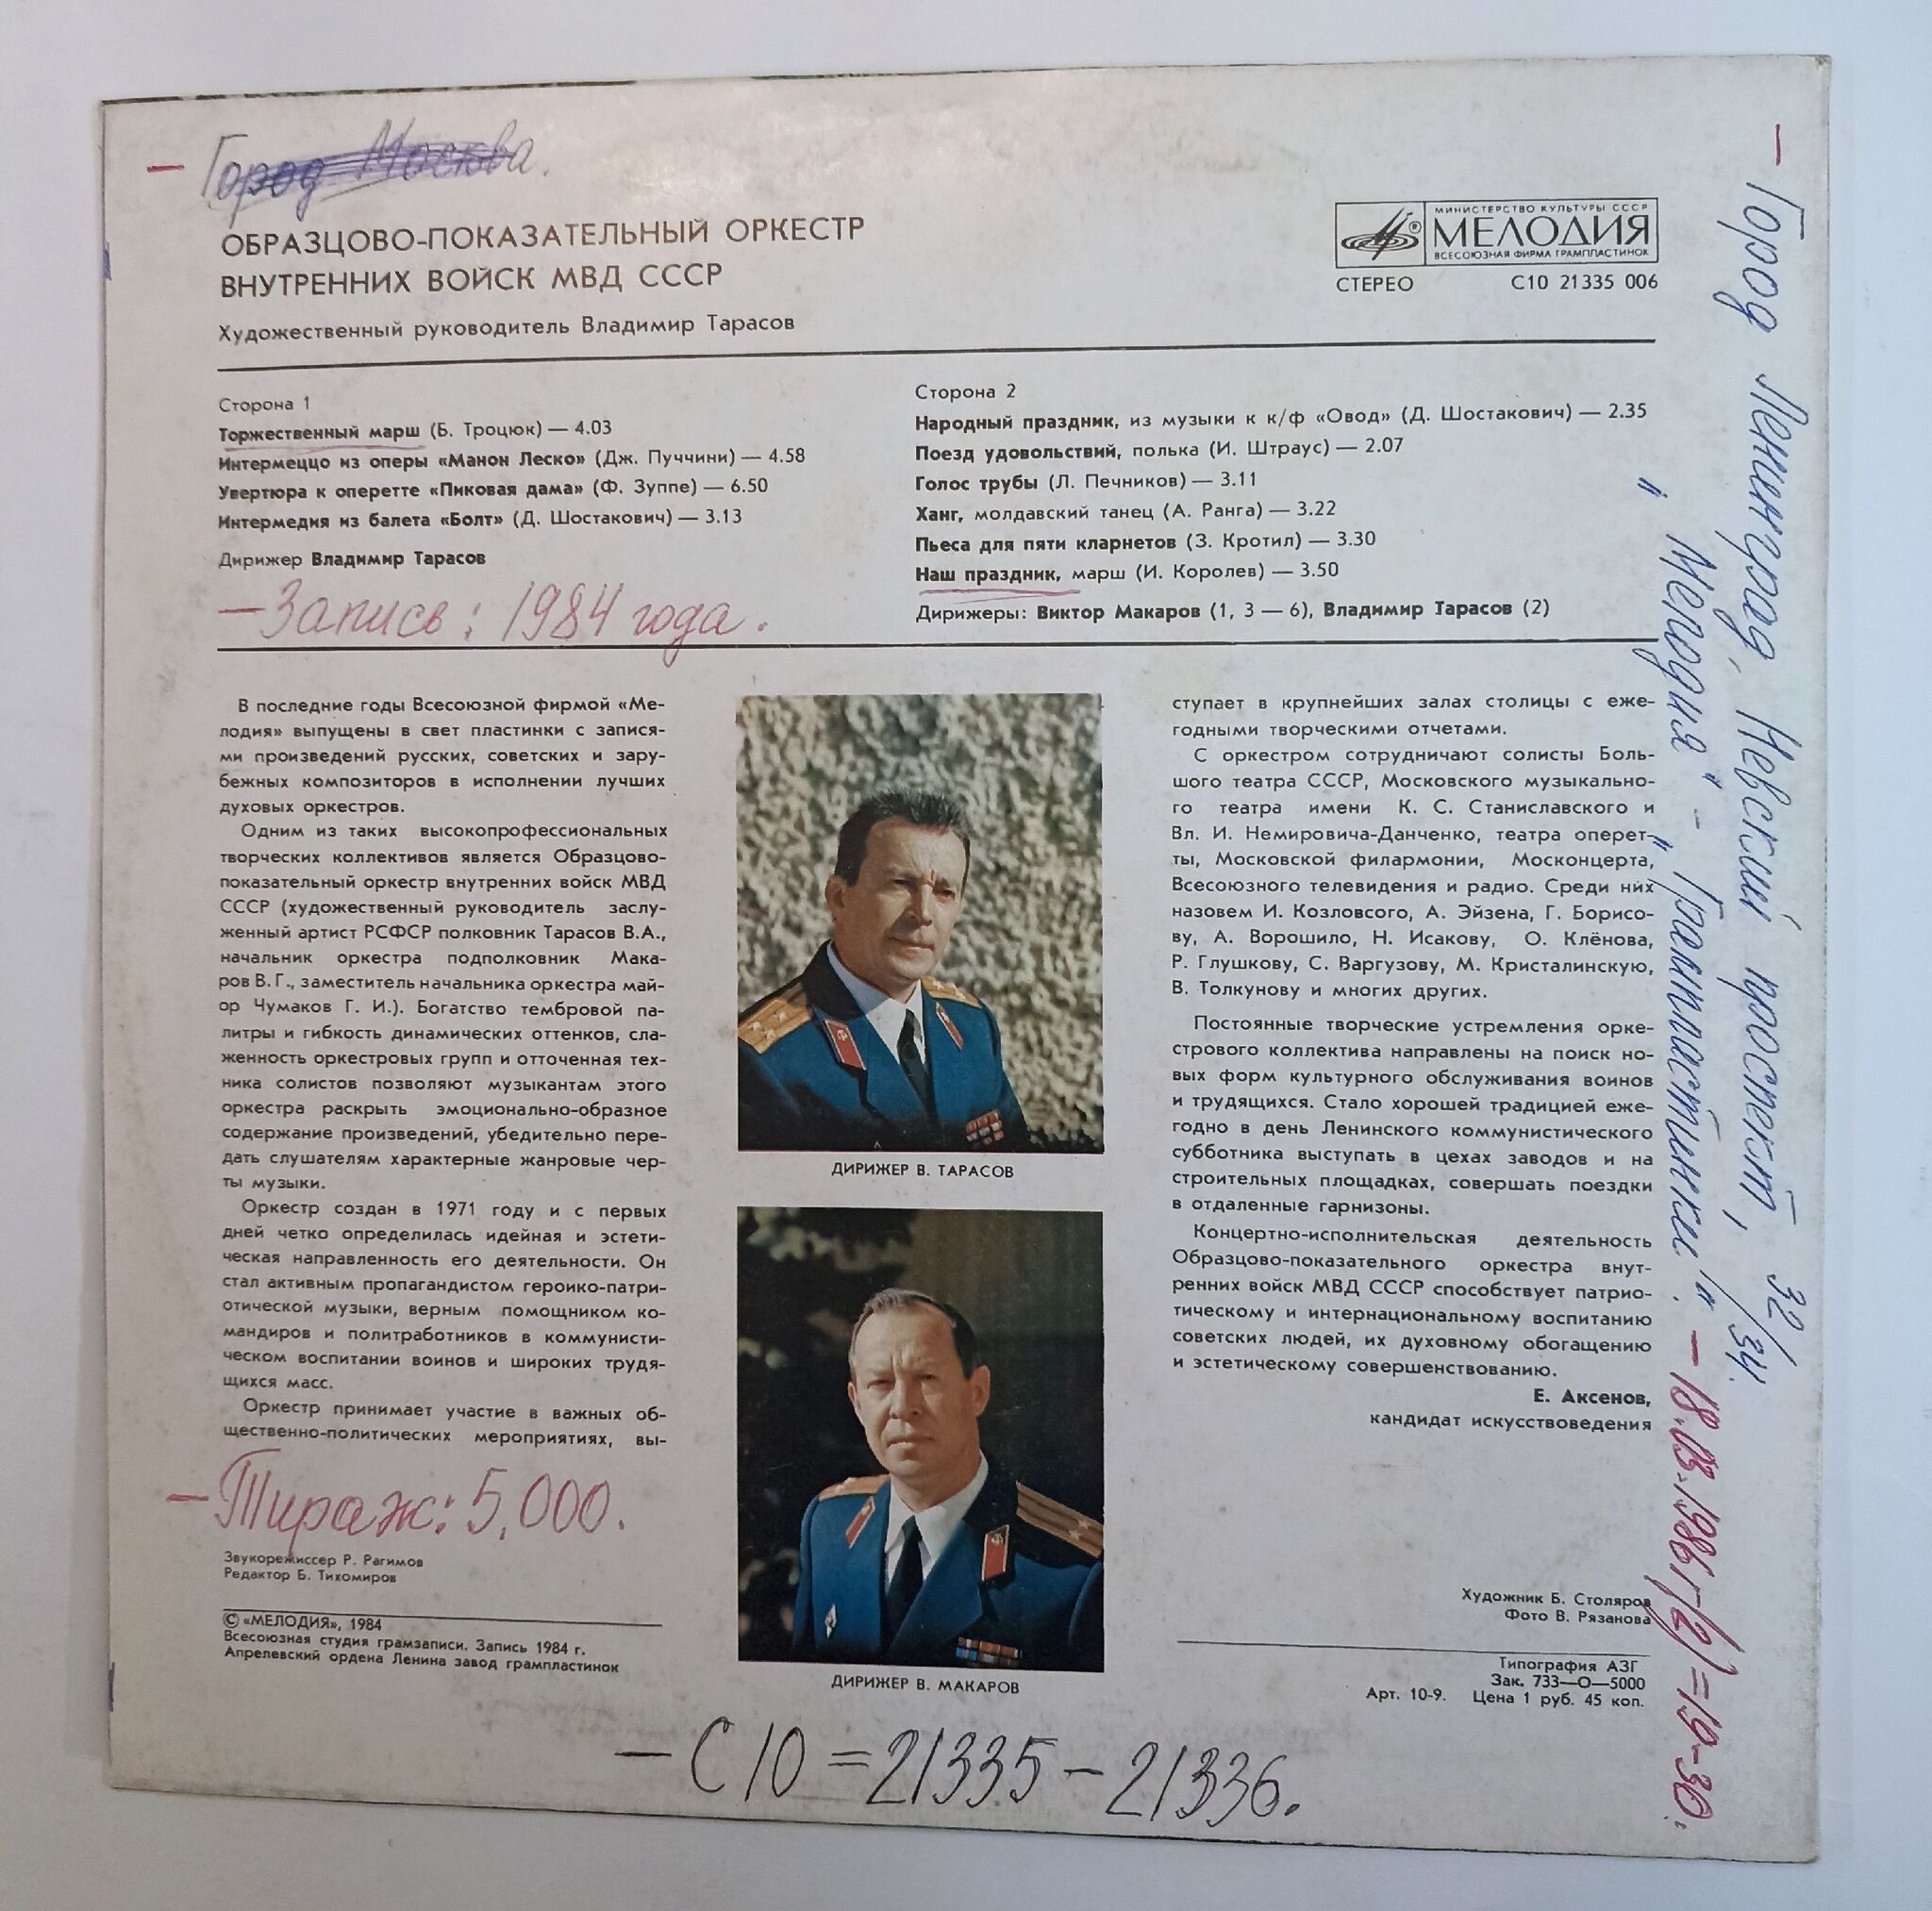 – Город Москва.
ОБРАЗЦОВО-ПОКАЗАТЕЛЬНЫЙ ОРКЕСТР
ВНУТРЕННИХ ВОЙСК МВД СССР
Художественный руководитель Владимир Тарасов
МИНИСТЕРСТВО КУЛЬТУРЫ СССР
МЕЛОДИЯ
ВСЕСОЮЗНАЯ ФИРМА ГРАМПЛАСТИНОК
СТЕРЕО С10 21335 006
Сторона 1
Торжественный марш (Б. Троцюк) — 4.03
Интермеццо из оперы «Манон Леско» (Дж. Пуччини) — 4.58
Увертюра к оперетте «Пиковая дама» (Ф. Зуппе) — 6.50
Интермедия из балета «Болт» (Д. Шостакович) — 3.13
Дирижер Владимир Тарасов
– Запись: 1984 года.
Сторона 2
Народный праздник, из музыки к к/ф «Овод» (Д. Шостакович) — 2.35
Поезд удовольствий, полька (И. Штраус) — 2.07
Голос трубы (Л. Печников) — 3.11
Ханг, молдавский танец (А. Ранга) — 3.22
Пьеса для пяти кларнетов (З. Кротил) — 3.30
Наш праздник, марш (И. Королев) — 3.50
Дирижеры: Виктор Макаров (1, 3 — 6), Владимир Тарасов (2)
В последние годы Всесоюзной фирмой «Ме-
лодия» выпущены в свет пластинки с запися-
ми произведений русских, советских и зару-
бежных композиторов в исполнении лучших
духовых оркестров.
Одним из таких высокопрофессиональных
творческих коллективов является Образцово-
показательный оркестр внутренних войск МВД
СССР (художественный руководитель заслу-
женный артист РСФСР полковник Тарасов В.А.,
начальник оркестра подполковник Мака-
ров В.Г., заместитель начальника оркестра май-
ор Чумаков Г. И.). Богатство тембровой па-
литры и гибкость динамических оттенков, сла-
женность оркестровых групп и отточенная тех-
ника солистов позволяют музыкантам этого
оркестра раскрыть эмоционально-образное
содержание произведений, убедительно пере-
дать слушателям характерные жанровые чер-
ты музыки.
Оркестр создан в 1971 году и с первых
дней четко определилась идейная и эстети-
ческая направленность его деятельности. Он
стал активным пропагандистом героико-патри-
отической музыки, верным помощником ко-
мандиров и политработников в коммунисти-
ческом воспитании воинов и широких трудя-
щихся масс.
Оркестр принимает участие в важных об-
щественно-политических мероприятиях, вы-
– Тираж: 5,000.
Звукорежиссер Р. Рагимов
Редактор Б. Тихомиров
© «МЕЛОДИЯ», 1984
Всесоюзная студия грамзаписи. Запись 1984 г.
Апрелевский ордена Ленина завод грампластинок
ДИРИЖЕР В. ТАРАСОВ
ДИРИЖЕР В. МАКАРОВ
ступает в крупнейших залах столицы с еже-
годными творческими отчетами.
С оркестром сотрудничают солисты Боль-
шого театра СССР, Московского музыкально-
го театра имени К. С. Станиславского и
Вл. И. Немировича-Данченко, театра оперет-
ты, Московской филармонии, Москонцерта,
Всесоюзного телевидения и радио. Среди них
назовем И. Козловсого, А. Эйзена, Г. Борисо-
ву, А. Ворошило, Н. Исакову, О. Клёнова,
Р. Глушкову, С. Варгузову, М. Кристалинскую,
В. Толкунову и многих других.
Постоянные творческие устремления орке-
стрового коллектива направлены на поиск но-
вых форм культурного обслуживания воинов
и трудящихся. Стало хорошей традицией еже-
годно в день Ленинского коммунистического
субботника выступать в цехах заводов и на
строительных площадках, совершать поездки
в отдаленные гарнизоны.
Концертно-исполнительская деятельность
Образцово-показательного оркестра внут-
ренних войск МВД СССР способствует патрио-
тическому и интернациональному воспитанию
советских людей, их духовному обогащению
и эстетическому совершенствованию.
Е. Аксенов,
кандидат искусствоведения
Художник Б. Столяров
Фото В. Рязанова
Типография АЗГ
Зак. 733—О—5000
Арт. 10-9. Цена 1 руб. 45 коп.
– С 10 = 21335 – 21336.
– Город Ленинград, Невский проспект, 32/34.
"Мелодия" – "Грампластинки." – 18.03.1986 г. (2) = 19-30.